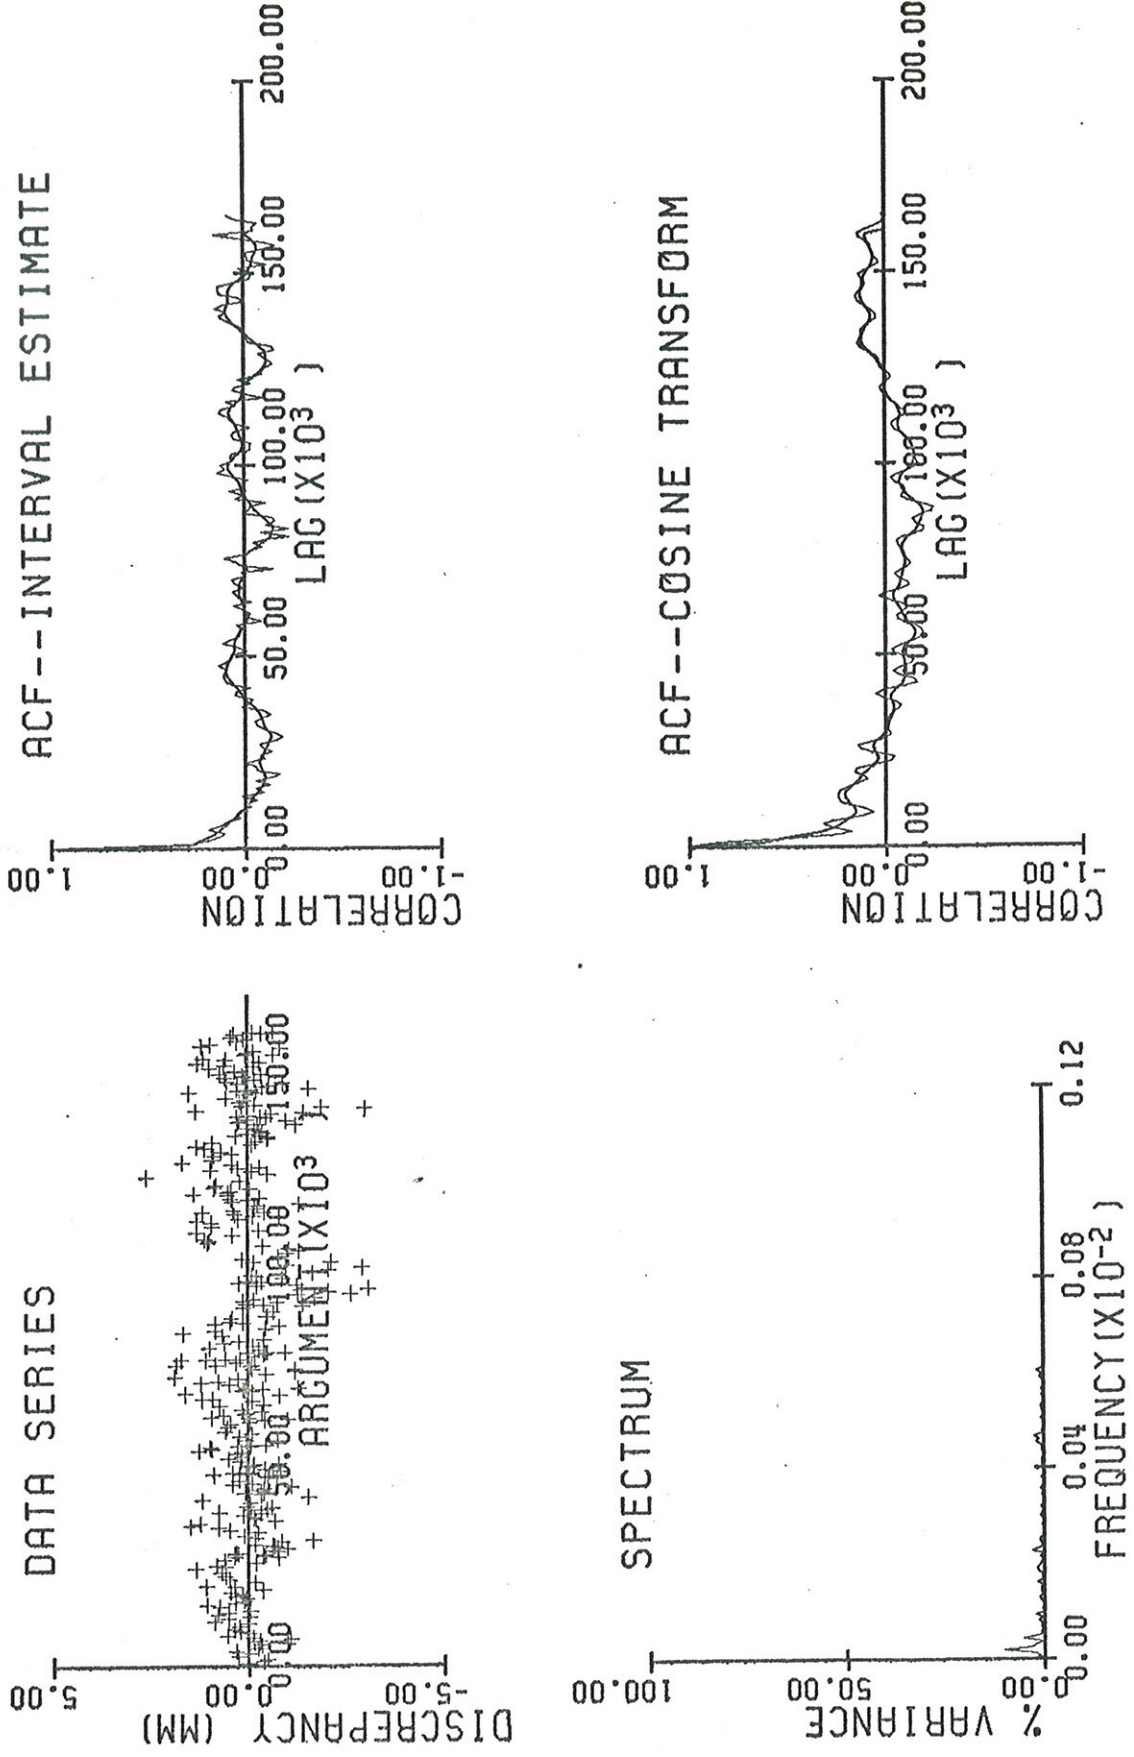 DATA SERIES
5.00
0.00
-5.00
DISCREPANCY (MM)
0.00
50.00
100.00
150.00
ARGUMENT(X10³ )
ACF--INTERVAL ESTIMATE
1.00
0.00
-1.00
CØRRELATIØN
0.00
50.00
100.00
150.00
200.00
LAG(X10³ )
SPECTRUM
100.00
50.00
0.00
% VARIANCE
0.00
0.04
0.08
0.12
FREQUENCY(X10⁻² )
ACF--CØSINE TRANSFØRM
1.00
0.00
-1.00
CØRRELATIØN
0.00
50.00
100.00
150.00
200.00
LAG(X10³ )